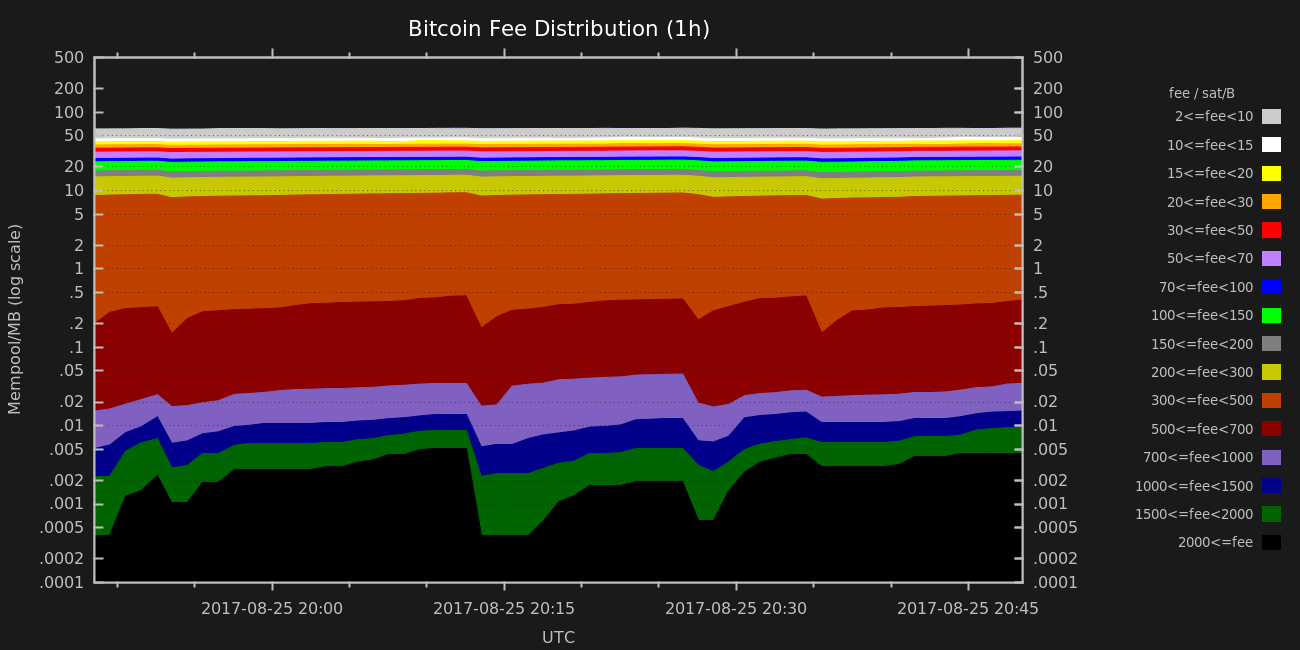 Bitcoin Fee Distribution (1h)
500 500
200 200
100 100
50 50
20 20
10 10
5 5
2 2
1 1
.5 .5
.2 .2
.1 .1
.05 .05
.02 .02
.01 .01
.005 .005
.002 .002
.001 .001
.0005 .0005
.0002 .0002
.0001 .0001
Mempool/MB (log scale)
2017-08-25 20:00 2017-08-25 20:15 2017-08-25 20:30 2017-08-25 20:45
UTC
fee / sat/B
2<=fee<10
10<=fee<15
15<=fee<20
20<=fee<30
30<=fee<50
50<=fee<70
70<=fee<100
100<=fee<150
150<=fee<200
200<=fee<300
300<=fee<500
500<=fee<700
700<=fee<1000
1000<=fee<1500
1500<=fee<2000
2000<=fee